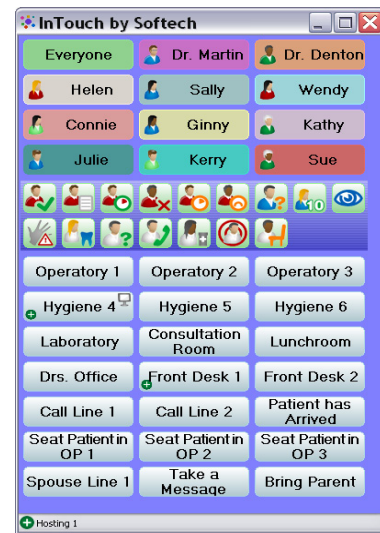 InTouch by Softech
Everyone Dr. Martin Dr. Denton
Helen Sally Wendy
Connie Ginny Kathy
Julie Kerry Sue
10
Operatory 1 Operatory 2 Operatory 3
Hygiene 4 Hygiene 5 Hygiene 6
Laboratory Consultation Room Lunchroom
Drs. Office Front Desk 1 Front Desk 2
Call Line 1 Call Line 2 Patient has Arrived
Seat Patient in OP 1 Seat Patient in OP 2 Seat Patient in OP 3
Spouse Line 1 Take a Message Bring Parent
Hosting 1